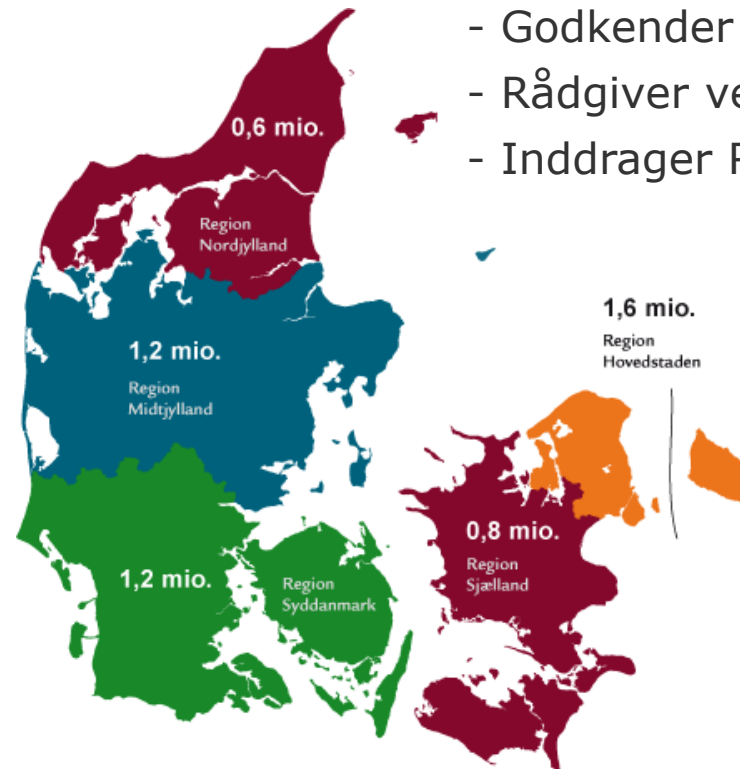 - Godkender
- Rådgiver
- Inddrager
0,6 mio.
Region
Nordjylland
1,6 mio.
Region
Hovedstaden
1,2 mio.
Region
Midtjylland
0,8 mio.
Region
Sjælland
1,2 mio.
Region
Syddanmark